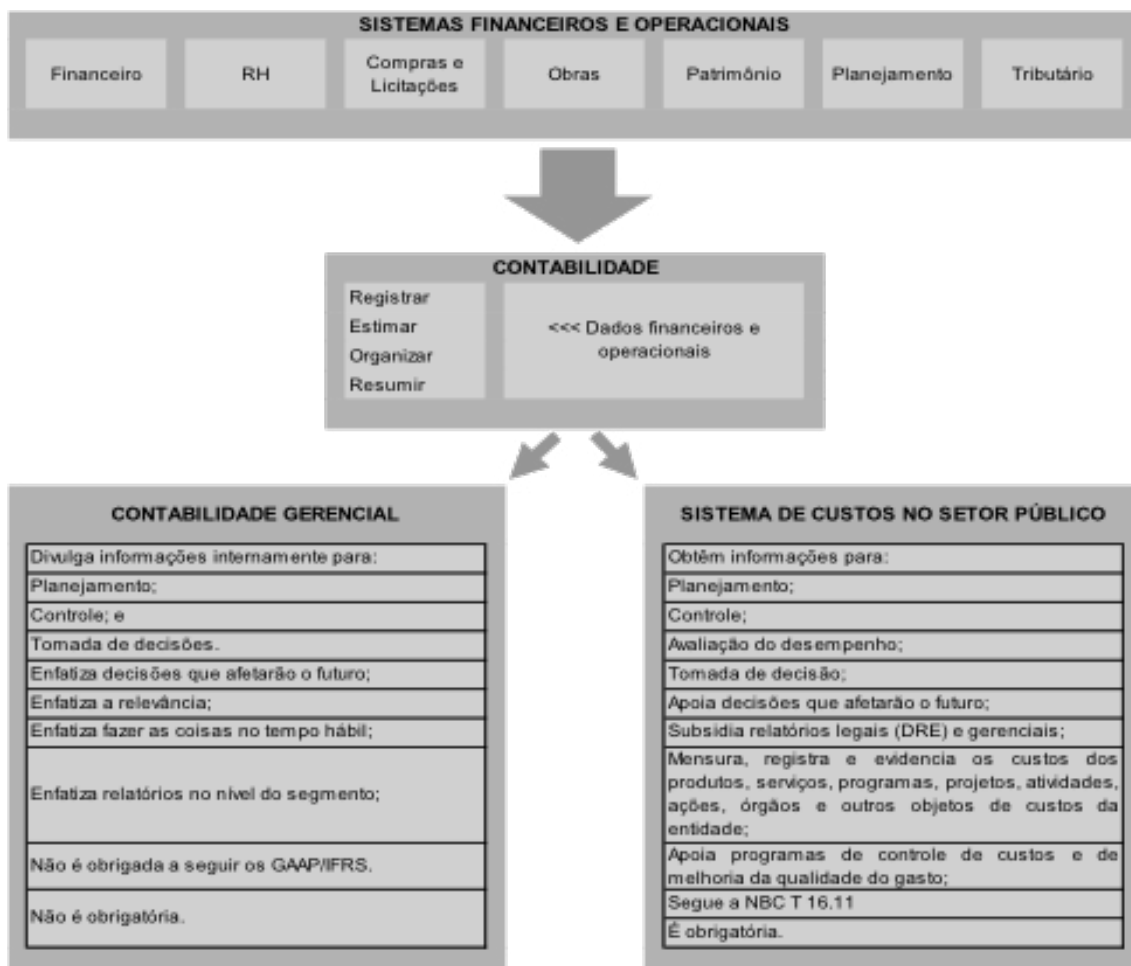 SISTEMAS FINANCEIROS E OPERACIONAIS
Financeiro
RH
Compras e
Licitações
Obras
Patrimônio
Planejamento
Tributário
CONTABILIDADE
Registrar
Estimar
Organizar
Resumir
<<< Dados financeiros e
operacionais
CONTABILIDADE GERENCIAL
Divulga informações internamente para:
Planejamento;
Controle; e
Tomada de decisões.
Enfatiza decisões que afetarão o futuro;
Enfatiza a relevância;
Enfatiza fazer as coisas no tempo hábil;
Enfatiza relatórios no nível do segmento;
Não é obrigada a seguir os GAAP/IFRS.
Não é obrigatória.
SISTEMA DE CUSTOS NO SETOR PÚBLICO
Obtêm informações para:
Planejamento;
Controle;
Avaliação do desempenho;
Tomada de decisão;
Apoia decisões que afetarão o futuro;
Subsidia relatórios legais (DRE) e gerenciais;
Mensura, registra e evidencia os custos dos
produtos, serviços, programas, projetos, atividades,
ações, órgãos e outros objetos de custos da
entidade;
Apoia programas de controle de custos e de
melhoria da qualidade do gasto;
Segue a NBC T 16.11
É obrigatória.